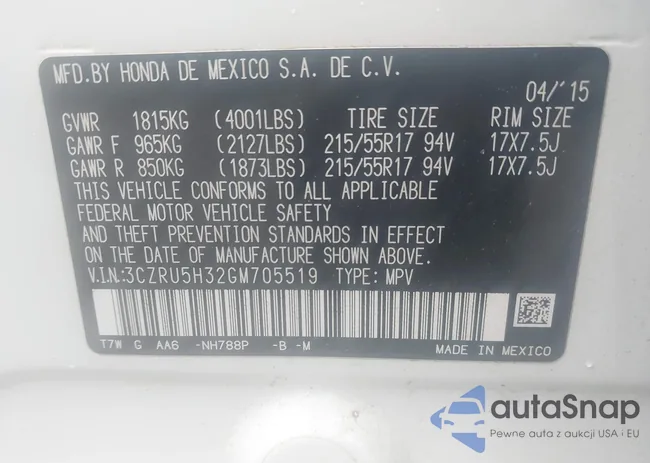 MFD.BY HONDA DE MEXICO S.A. DE C.V.
04/'15
GVWR 1815KG (4001LBS) TIRE SIZE RIM SIZE
GAWR F 965KG (2127LBS) 215/55R17 94V 17X7.5J
GAWR R 850KG (1873LBS) 215/55R17 94V 17X7.5J
THIS VEHICLE CONFORMS TO ALL APPLICABLE
FEDERAL MOTOR VEHICLE SAFETY
AND THEFT PREVENTION STANDARDS IN EFFECT
ON THE DATE OF MANUFACTURE SHOWN ABOVE.
V.I.N.:3CZRU5H32GM705519 TYPE: MPV
T7W G AA6 -NH788P -B -M MADE IN MEXICO
autaSnap
Pewne auta z aukcji USA i EU